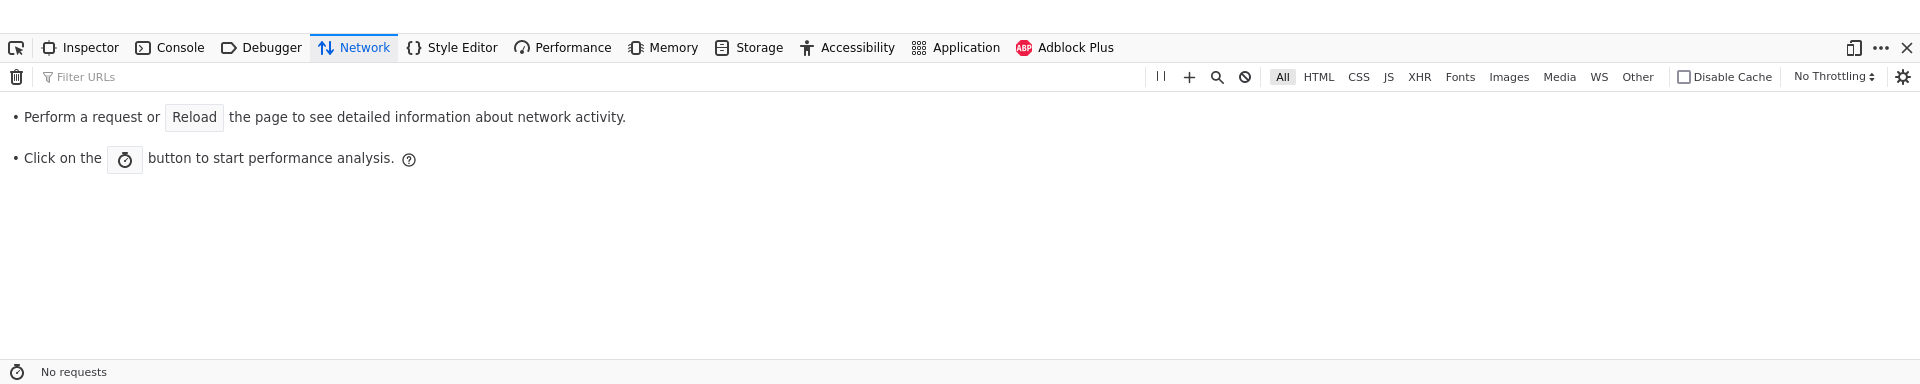 Inspector Console Debugger Network Style Editor Performance Memory Storage Accessibility Application ABP Adblock Plus
Filter URLs All HTML CSS JS XHR Fonts Images Media WS Other Disable Cache No Throttling
• Perform a request or Reload the page to see detailed information about network activity.
• Click on the button to start performance analysis.
No requests